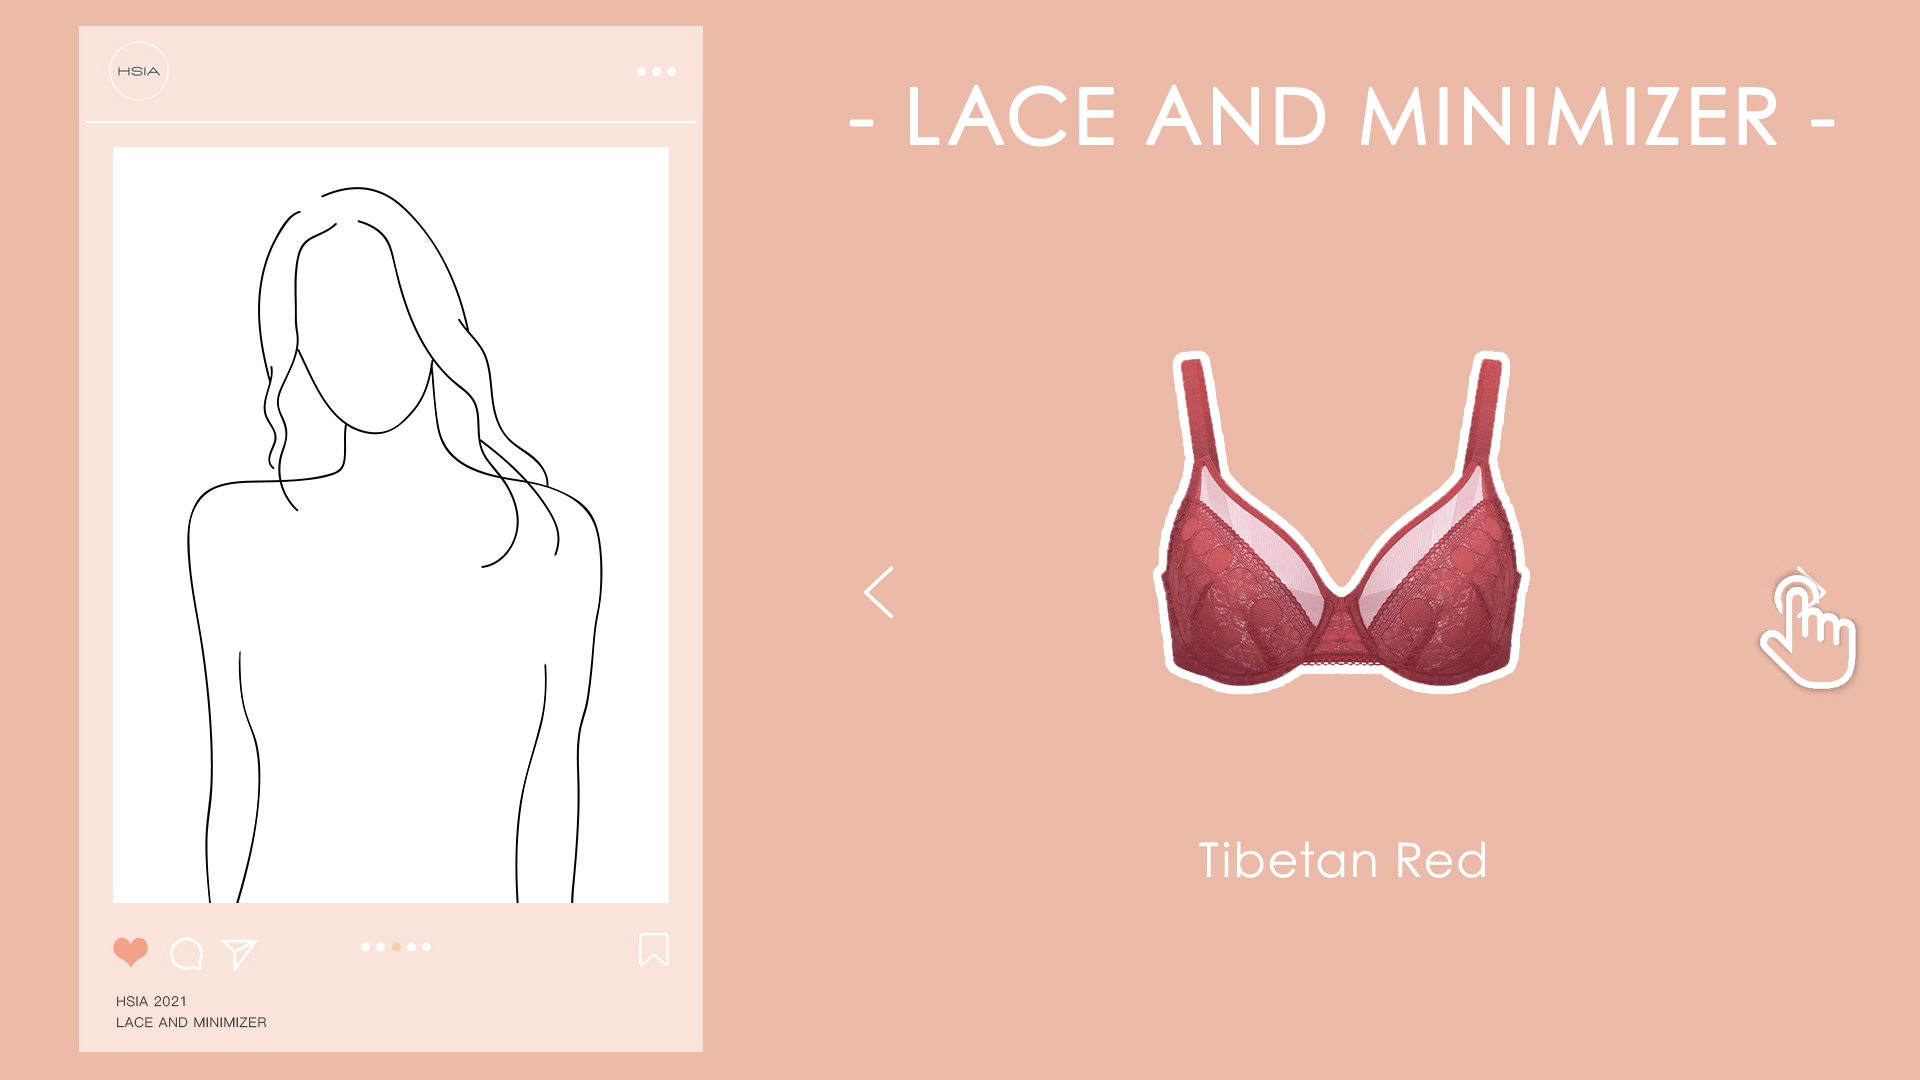 HSIA
- LACE AND MINIMIZER -
Tibetan Red
HSIA 2021
LACE AND MINIMIZER